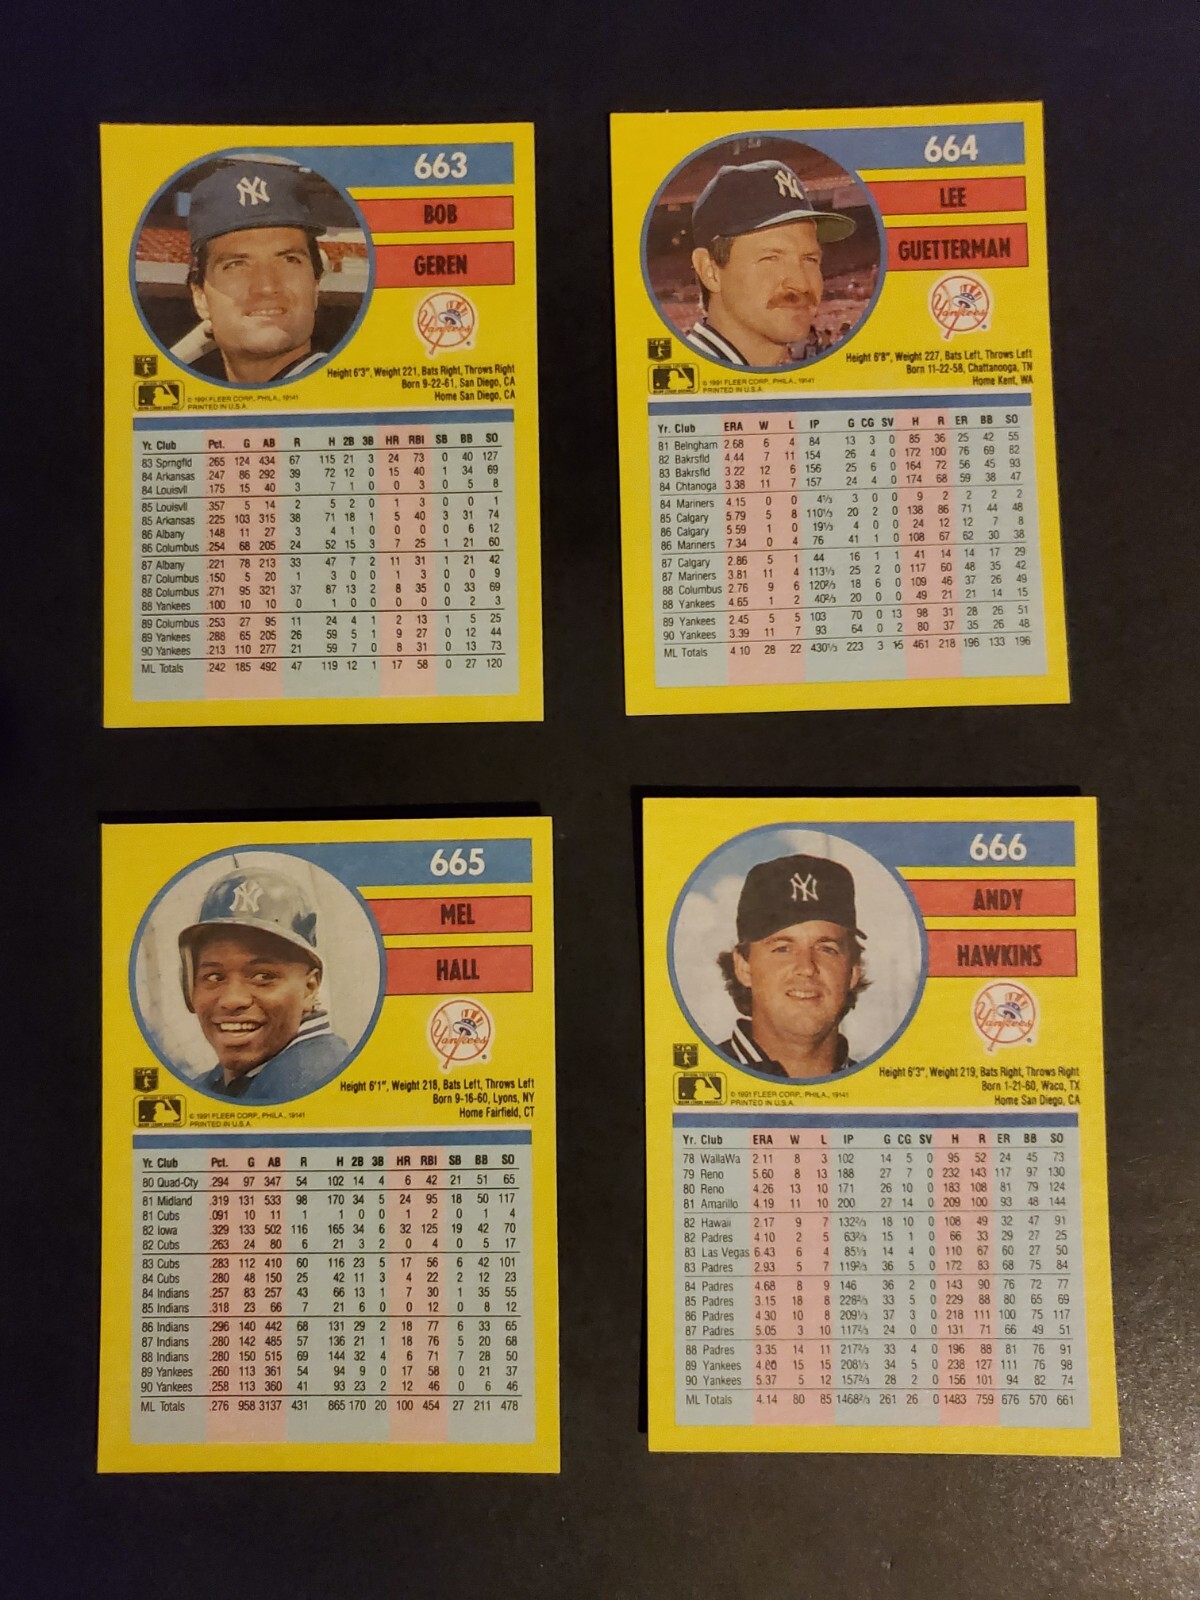 663
BOB
GEREN
Yankees
Height 6'3", Weight 221, Bats Right, Throws Right
Born 9-22-61, San Diego, CA
Home San Diego, CA
© 1991 FLEER CORP., PHILA., 19141
PRINTED IN U.S.A.
Yr. Club Pct. G AB R H 2B 3B HR RBI SB BB SO
83 Sprngfld .265 124 434 67 115 21 3 24 73 0 40 127
84 Arkansas .247 86 292 39 72 12 0 15 40 1 34 69
84 Louisvll .175 15 40 3 7 1 0 0 3 0 5 8
85 Louisvll .357 5 14 2 5 2 0 1 3 0 0 1
85 Arkansas .225 103 315 38 71 18 1 5 40 3 31 74
86 Albany .148 11 27 3 4 1 0 0 0 0 6 12
86 Columbus .254 68 205 24 52 15 3 7 25 1 21 60
87 Albany .221 78 213 33 47 7 2 11 31 1 21 42
87 Columbus .150 5 20 1 3 0 0 1 3 0 0 9
88 Columbus .271 95 321 37 87 13 2 8 35 0 33 69
88 Yankees .100 10 10 0 1 0 0 0 0 0 2 3
89 Columbus .253 27 95 11 24 4 1 2 13 1 5 25
89 Yankees .288 65 205 26 59 5 1 9 27 0 12 44
90 Yankees .213 110 277 21 59 7 0 8 31 0 13 73
ML Totals .242 185 492 47 119 12 1 17 58 0 27 120
664
LEE
GUETTERMAN
Yankees
Height 6'8", Weight 227, Bats Left, Throws Left
Born 11-22-58, Chattanooga, TN
Home Kent, WA
© 1991 FLEER CORP., PHILA., 19141
PRINTED IN U.S.A.
Yr. Club ERA W L IP G CG SV H R ER BB SO
81 Belngham 2.68 6 4 84 13 3 0 85 36 25 42 55
82 Bakrsfld 4.44 7 11 154 26 4 0 172 100 76 69 82
83 Bakrsfld 3.22 12 6 156 25 6 0 164 72 56 45 93
84 Chtanoga 3.38 11 7 157 24 4 0 174 68 59 38 47
84 Mariners 4.15 0 0 4⅓ 3 0 0 9 2 2 2 2
85 Calgary 5.79 5 8 110⅓ 20 2 0 138 86 71 44 48
86 Calgary 5.59 1 0 19⅓ 4 0 0 24 12 12 7 8
86 Mariners 7.34 0 4 76 41 1 0 108 67 62 30 38
87 Calgary 2.86 5 1 44 16 1 1 41 14 14 17 29
87 Mariners 3.81 11 4 113⅓ 25 2 0 117 60 48 35 42
88 Columbus 2.76 9 6 120⅔ 18 6 0 109 46 37 26 49
88 Yankees 4.65 1 2 40⅔ 20 0 0 49 21 21 14 15
89 Yankees 2.45 5 5 103 70 0 13 98 31 28 26 51
90 Yankees 3.39 11 7 93 64 0 2 80 37 35 26 48
ML Totals 4.10 28 22 430⅓ 223 3 15 461 218 196 133 196
665
MEL
HALL
Yankees
Height 6'1", Weight 218, Bats Left, Throws Left
Born 9-16-60, Lyons, NY
Home Fairfield, CT
© 1991 FLEER CORP., PHILA., 19141
PRINTED IN U.S.A.
Yr. Club Pct. G AB R H 2B 3B HR RBI SB BB SO
80 Quad-Cty .294 97 347 54 102 14 4 6 42 21 51 65
81 Midland .319 131 533 98 170 34 5 24 95 18 50 117
81 Cubs .091 10 11 1 1 0 0 1 2 0 1 4
82 Iowa .329 133 502 116 165 34 6 32 125 19 42 70
82 Cubs .263 24 80 6 21 3 2 0 4 0 5 17
83 Cubs .283 112 410 60 116 23 5 17 56 6 42 101
84 Cubs .280 48 150 25 42 11 3 4 22 2 12 23
84 Indians .257 83 257 43 66 13 1 7 30 1 35 55
85 Indians .318 23 66 7 21 6 0 0 12 0 8 12
86 Indians .296 140 442 68 131 29 2 18 77 6 33 65
87 Indians .280 142 485 57 136 21 1 18 76 5 20 68
88 Indians .280 150 515 69 144 32 4 6 71 7 28 50
89 Yankees .260 113 361 54 94 9 0 17 58 0 21 37
90 Yankees .258 113 360 41 93 23 2 12 46 0 6 46
ML Totals .276 958 3137 431 865 170 20 100 454 27 211 478
666
ANDY
HAWKINS
Yankees
Height 6'3", Weight 219, Bats Right, Throws Right
Born 1-21-60, Waco, TX
Home San Diego, CA
© 1991 FLEER CORP., PHILA., 19141
PRINTED IN U.S.A.
Yr. Club ERA W L IP G CG SV H R ER BB SO
78 WallaWa 2.11 8 3 102 14 5 0 95 52 24 45 73
79 Reno 5.60 8 13 188 27 7 0 232 143 117 97 130
80 Reno 4.26 13 10 171 26 10 0 183 108 81 79 124
81 Amarillo 4.19 11 10 200 27 14 0 209 100 93 48 144
82 Hawaii 2.17 9 7 132⅔ 18 10 0 108 49 32 47 91
82 Padres 4.10 2 5 63⅔ 15 1 0 66 33 29 27 25
83 Las Vegas 6.43 6 4 85⅓ 14 4 0 110 67 60 27 50
83 Padres 2.93 5 7 119⅔ 36 5 0 172 83 68 75 84
84 Padres 4.68 8 9 146 36 2 0 143 90 76 72 77
85 Padres 3.15 18 8 228⅔ 33 5 0 229 88 80 65 69
86 Padres 4.30 10 8 209⅓ 37 3 0 218 111 100 75 117
87 Padres 5.05 3 10 117⅔ 24 0 0 131 71 66 49 51
88 Padres 3.35 14 11 217⅔ 33 4 0 196 88 81 76 91
89 Yankees 4.80 15 15 208⅓ 34 5 0 238 127 111 76 98
90 Yankees 5.37 5 12 157⅔ 28 2 0 156 101 94 82 74
ML Totals 4.14 80 85 1468⅔ 261 26 0 1483 759 676 570 661